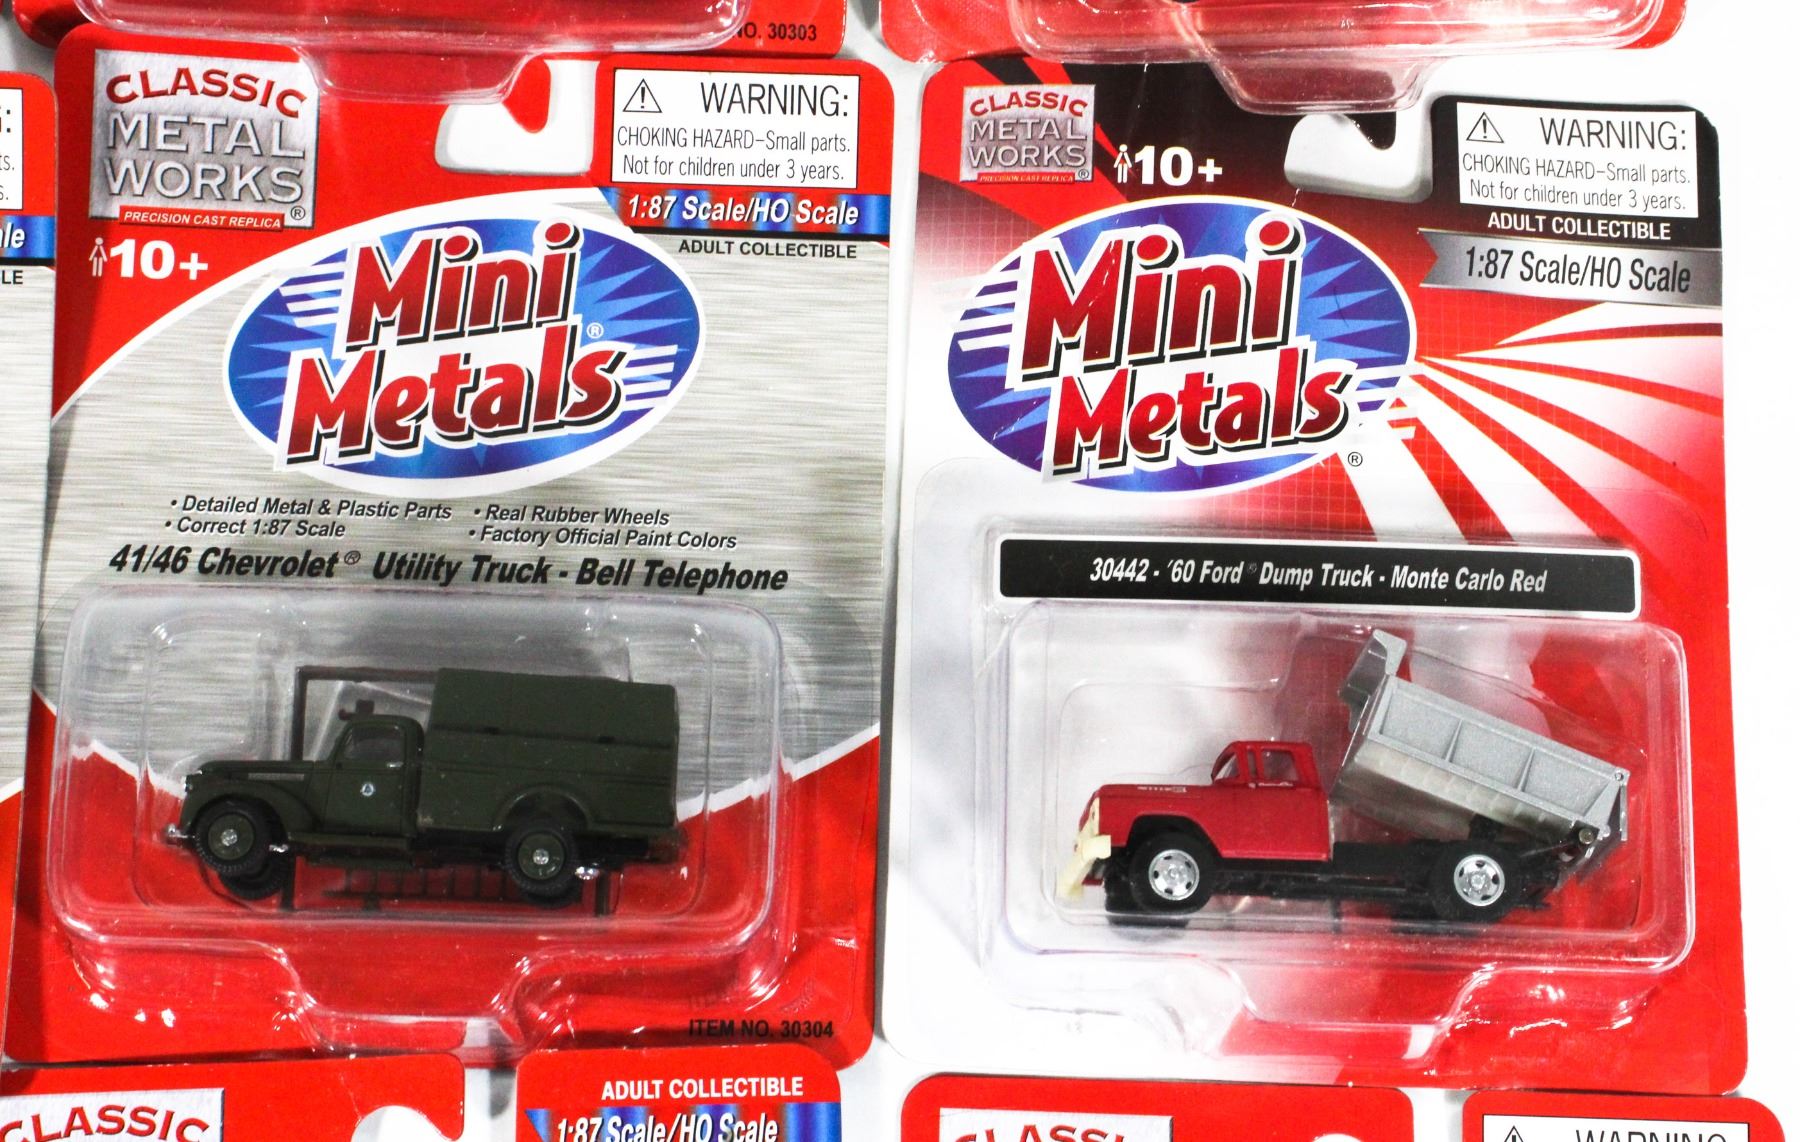 NO. 30303
CLASSIC
METAL
WORKS
PRECISION CAST REPLICA
®
10+
WARNING:
CHOKING HAZARD–Small parts.
Not for children under 3 years.
1:87 Scale/HO Scale
ADULT COLLECTIBLE
Mini
Metals
®
• Detailed Metal & Plastic Parts
• Real Rubber Wheels
• Correct 1:87 Scale
• Factory Official Paint Colors
41/46 Chevrolet® Utility Truck - Bell Telephone
ITEM NO. 30304
CLASSIC
METAL
WORKS
PRECISION CAST REPLICA
®
10+
WARNING:
CHOKING HAZARD–Small parts.
Not for children under 3 years.
ADULT COLLECTIBLE
1:87 Scale/HO Scale
Mini
Metals
®
30442 - '60 Ford® Dump Truck - Monte Carlo Red
CLASSIC
ADULT COLLECTIBLE
1:87 Scale/HO Scale
CLASSIC
WARNING: